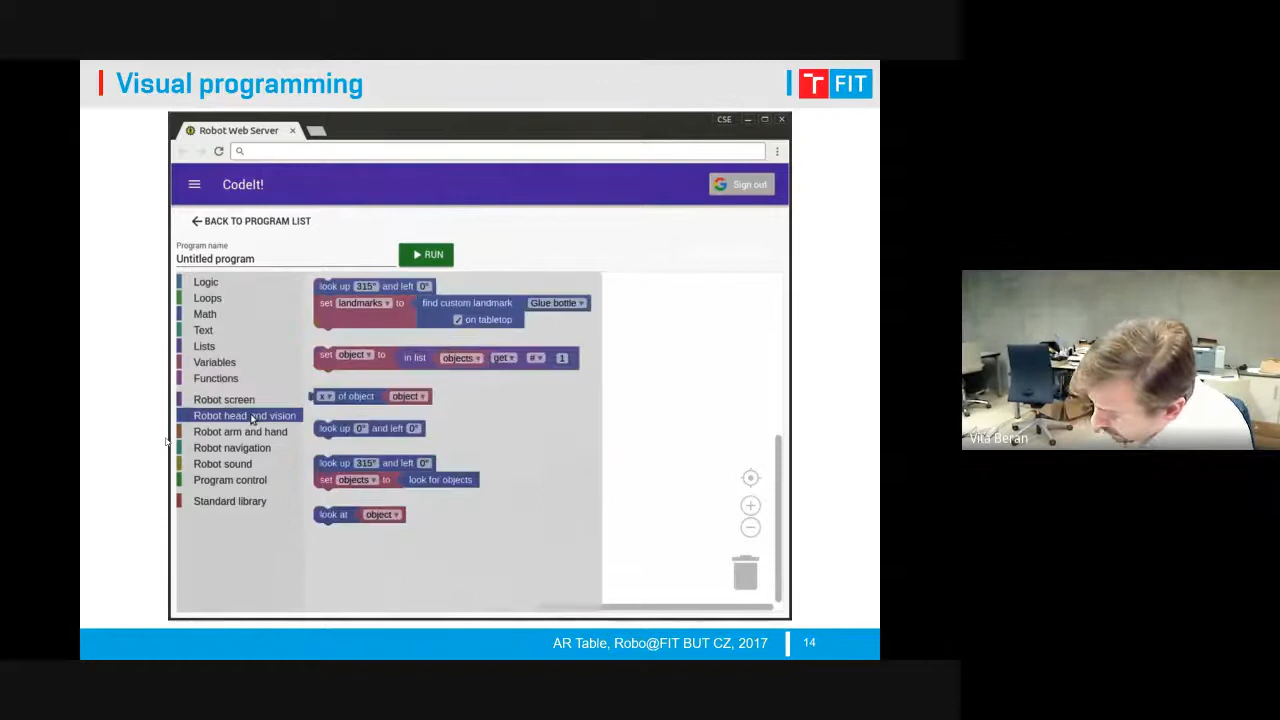 Visual programming
T FIT
CSE
Robot Web Server
CodeIt!
Sign out
BACK TO PROGRAM LIST
Program name
Untitled program
RUN
Logic
Loops
Math
Text
Lists
Variables
Functions
Robot screen
Robot head and vision
Robot arm and hand
Robot navigation
Robot sound
Program control
Standard library
look up 315° and left 0°
set landmarks to find custom landmark Glue bottle
on tabletop
set object to in list objects get # 1
x of object object
look up 0° and left 0°
look up 315° and left 0°
set objects to look for objects
look at object
AR Table, Robo@FIT BUT CZ, 2017
14
Vita Beran